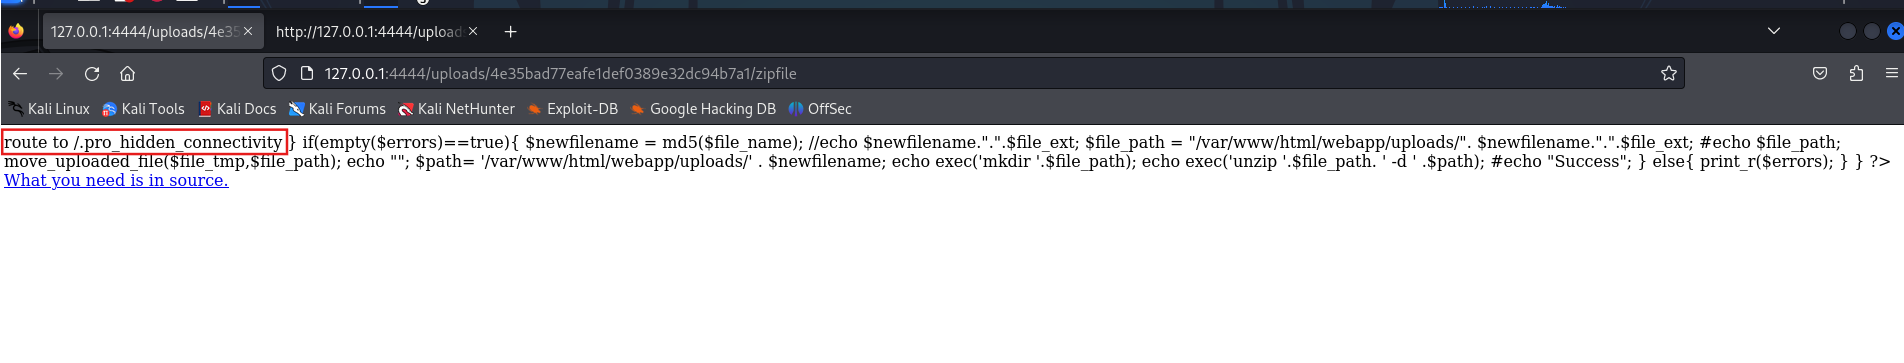 127.0.0.1:4444/uploads/4e35
http://127.0.0.1:4444/upload
127.0.0.1:4444/uploads/4e35bad77eafe1def0389e32dc94b7a1/zipfile
Kali Linux Kali Tools Kali Docs Kali Forums Kali NetHunter Exploit-DB Google Hacking DB OffSec
route to /.pro_hidden_connectivity } if(empty($errors)==true){ $newfilename = md5($file_name); //echo $newfilename.".".$file_ext; $file_path = "/var/www/html/webapp/uploads/". $newfilename.".".$file_ext; #echo $file_path;
move_uploaded_file($file_tmp,$file_path); echo ""; $path= '/var/www/html/webapp/uploads/' . $newfilename; echo exec('mkdir '.$file_path); echo exec('unzip '.$file_path. ' -d ' .$path); #echo "Success"; } else{ print_r($errors); } } ?>
What you need is in source.